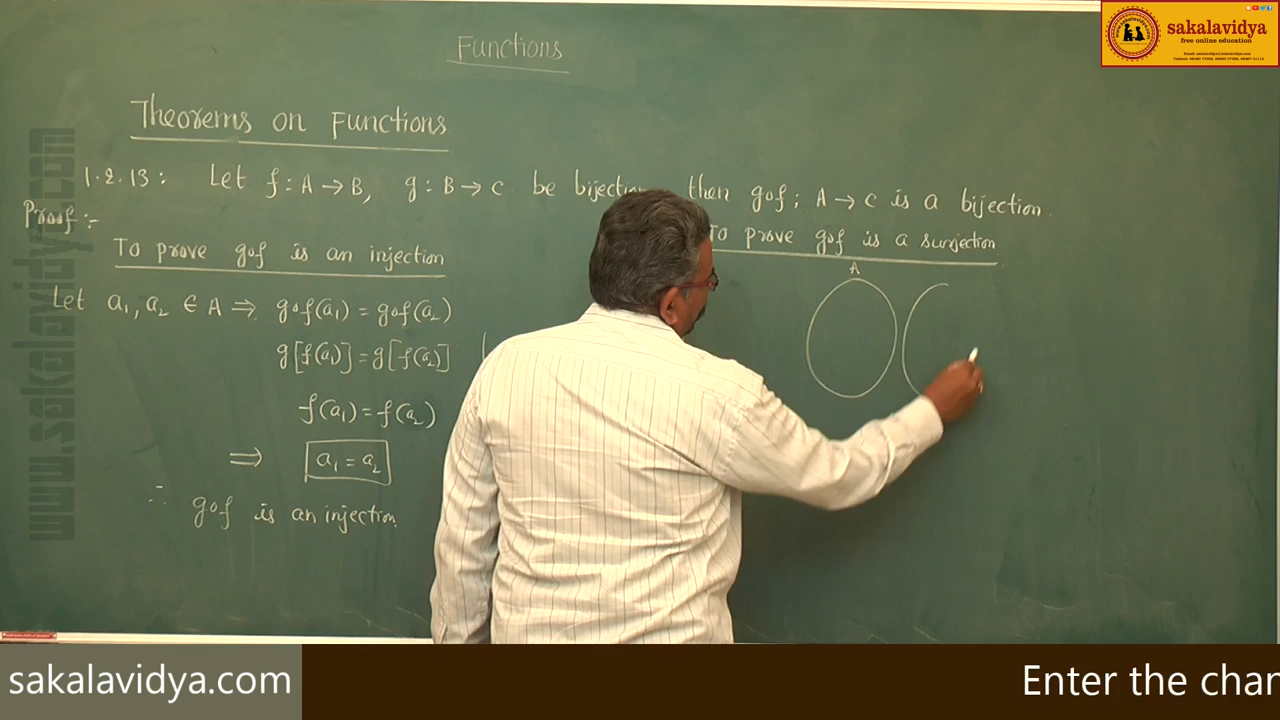 Functions
sakalavidya
free online education
Theorems on Functions
1.2.13: Let f : A → B, g : B → C be bijection then gof : A → C is a bijection.
Proof :-
To prove gof is an injection
Let a₁, a₂ ∈ A ⇒ gof(a₁) = gof(a₂)
g[f(a₁)] = g[f(a₂)]
f(a₁) = f(a₂)
⇒ a₁ = a₂
∴ gof is an injection
To prove gof is a surjection
A
www.sakalavidya.com
sakalavidya.com
Enter the chan